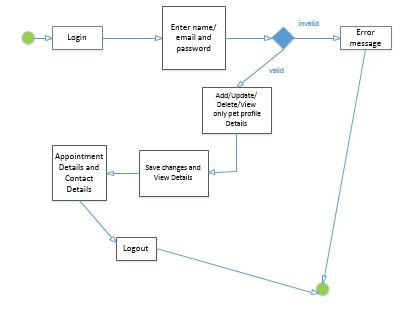 invalid
Enter name/
email and
password
Login
Error
message
valid
Add/Update/
Delete/View
only pet profile
Details
Save changes and
View Details
Appointment
Details and
Contact
Details
Logout